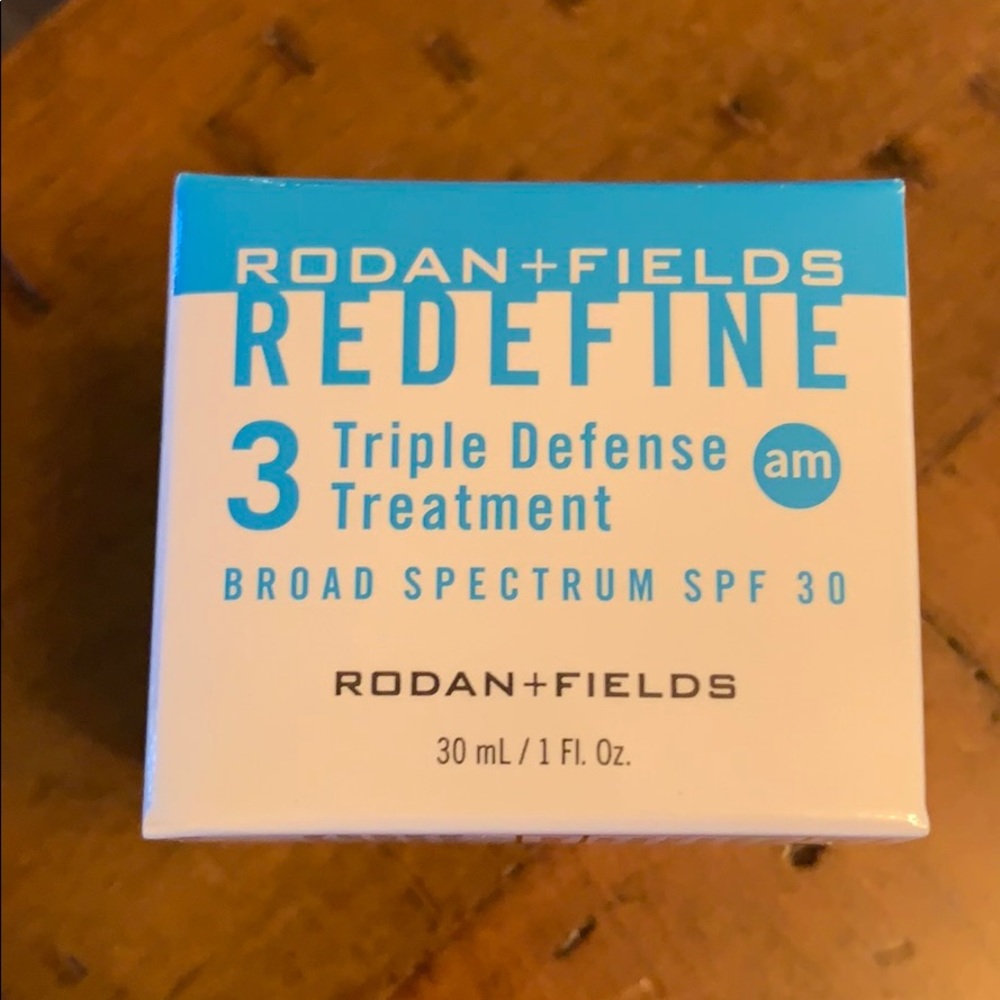 RODAN+FIELDS
REDEFINE
3 Triple Defense am
Treatment
BROAD SPECTRUM SPF 30
RODAN+FIELDS
30 mL / 1 Fl. Oz.